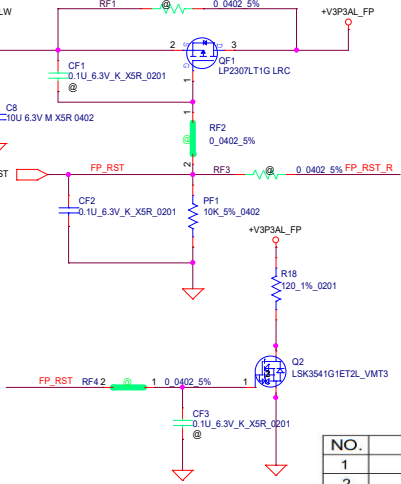 LW
RF1 @ 0_0402_5%
+V3P3AL_FP
2 S D 3
G
QF1
LP2307LT1G LRC
CF1
0.1U_6.3V_K_X5R_0201
@
1
C8
10U 6.3V M X5R 0402
1
RF2
@
0_0402_5%
2
ST FP_RST RF3 @ 0_0402_5% FP_RST_R
CF2
0.1U_6.3V_K_X5R_0201
PF1
10K_5%_0402
+V3P3AL_FP
R18
120_1%_0201
Q2
LSK3541G1ET2L_VMT3
FP_RST RF4 2 @ 1 0_0402_5% 1
CF3
0.1U_6.3V_K_X5R_0201
@
NO.
1
2